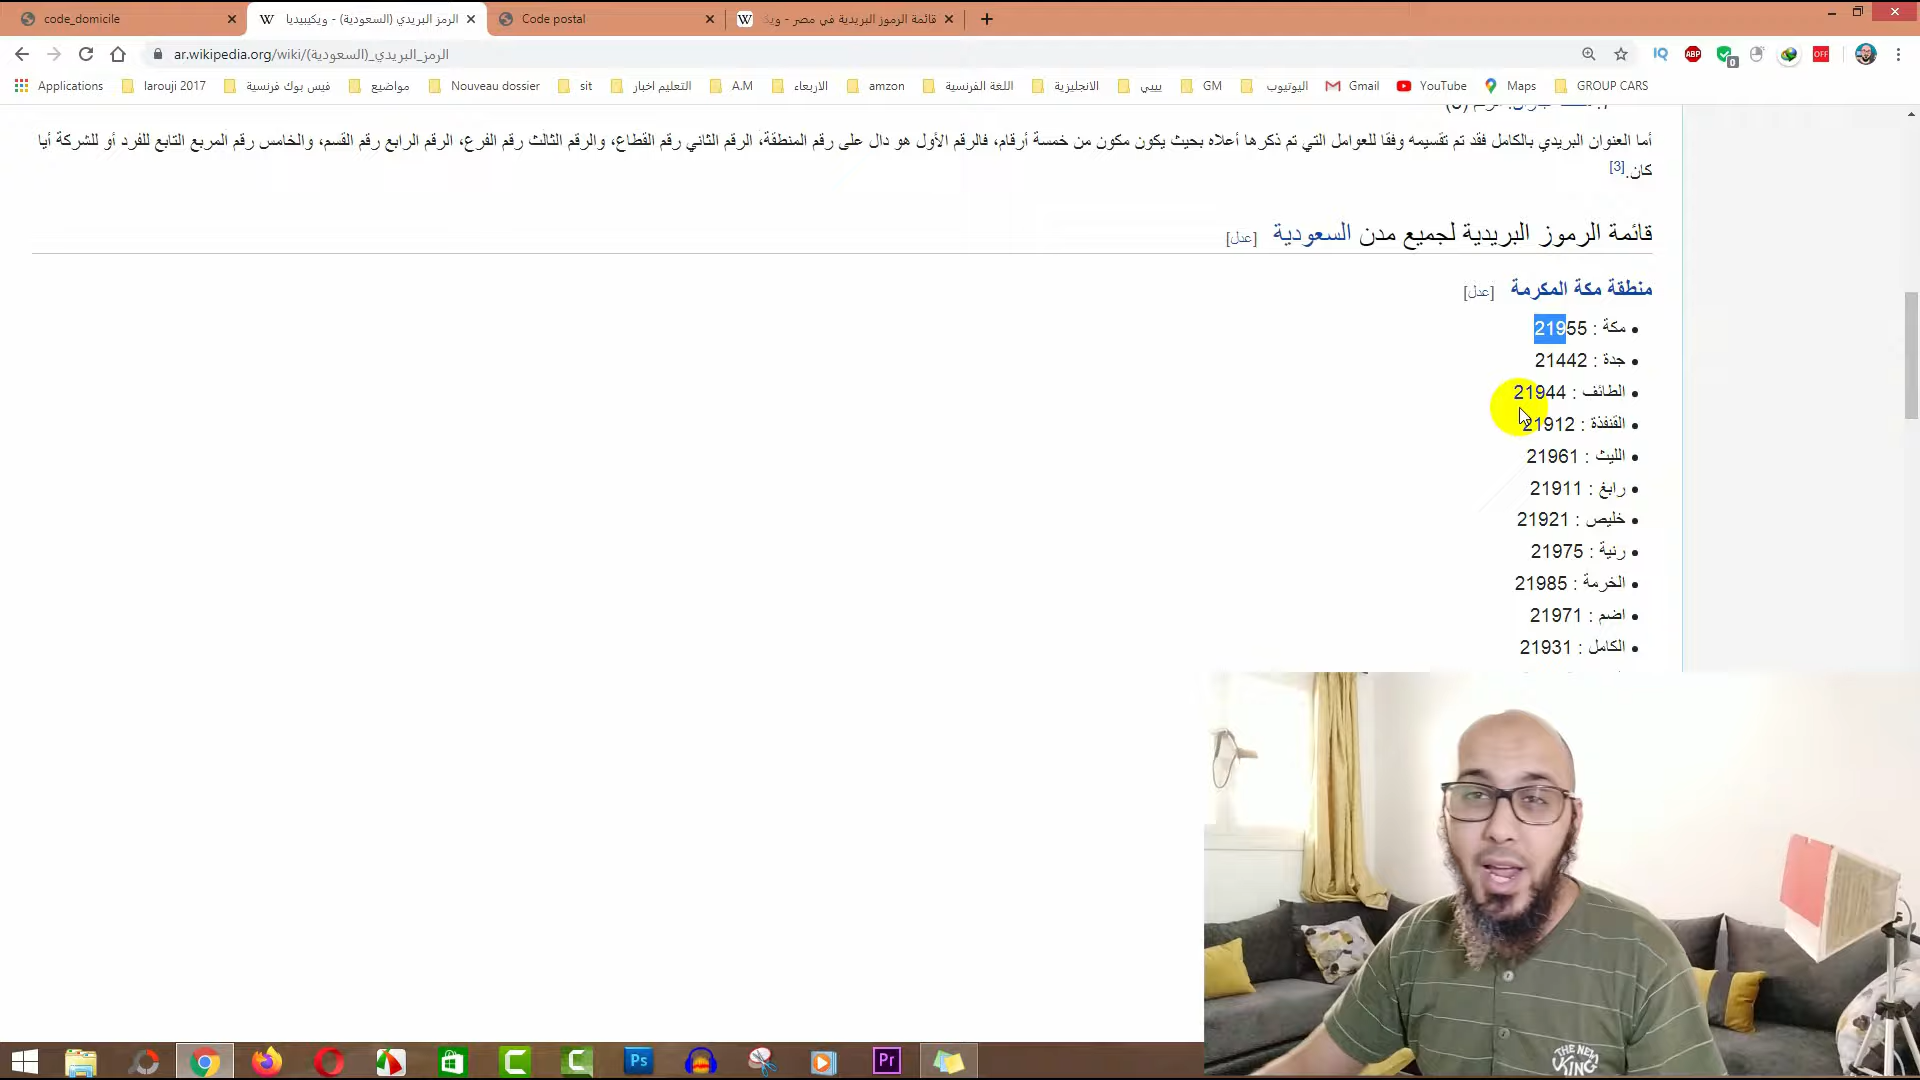 code_domicile
الرمز البريدي (السعودية) - ويكيبيديا
Code postal
قائمة الرموز البريدية في مصر - ويك
ar.wikipedia.org/wiki/الرمز_البريدي_(السعودية)
Applications
larouji 2017
فيس بوك فرنسية
مواضيع
Nouveau dossier
sit
التعليم اخبار
A.M
الاربعاء
amzon
اللغة الفرنسية
الانجليزية
ييبي
GM
اليوتيوب
Gmail
YouTube
Maps
GROUP CARS
أما العنوان البريدي بالكامل فقد تم تقسيمه وفقا للعوامل التي تم ذكرها أعلاه بحيث يكون مكون من خمسة أرقام، فالرقم الأول هو دال على رقم المنطقة، الرقم الثاني رقم القطاع، والرقم الثالث رقم الفرع، الرقم الرابع رقم القسم، والخامس رقم المربع التابع للفرد أو للشركة أيا
كان.[3]
قائمة الرموز البريدية لجميع مدن السعودية [عدل]
منطقة مكة المكرمة [عدل]
مكة : 21955
جدة : 21442
الطائف : 21944
القنفذة : 21912
الليث : 21961
رابغ : 21911
خليص : 21921
رنية : 21975
الخرمة : 21985
اضم : 21971
الكامل : 21931
THE NEW
KING